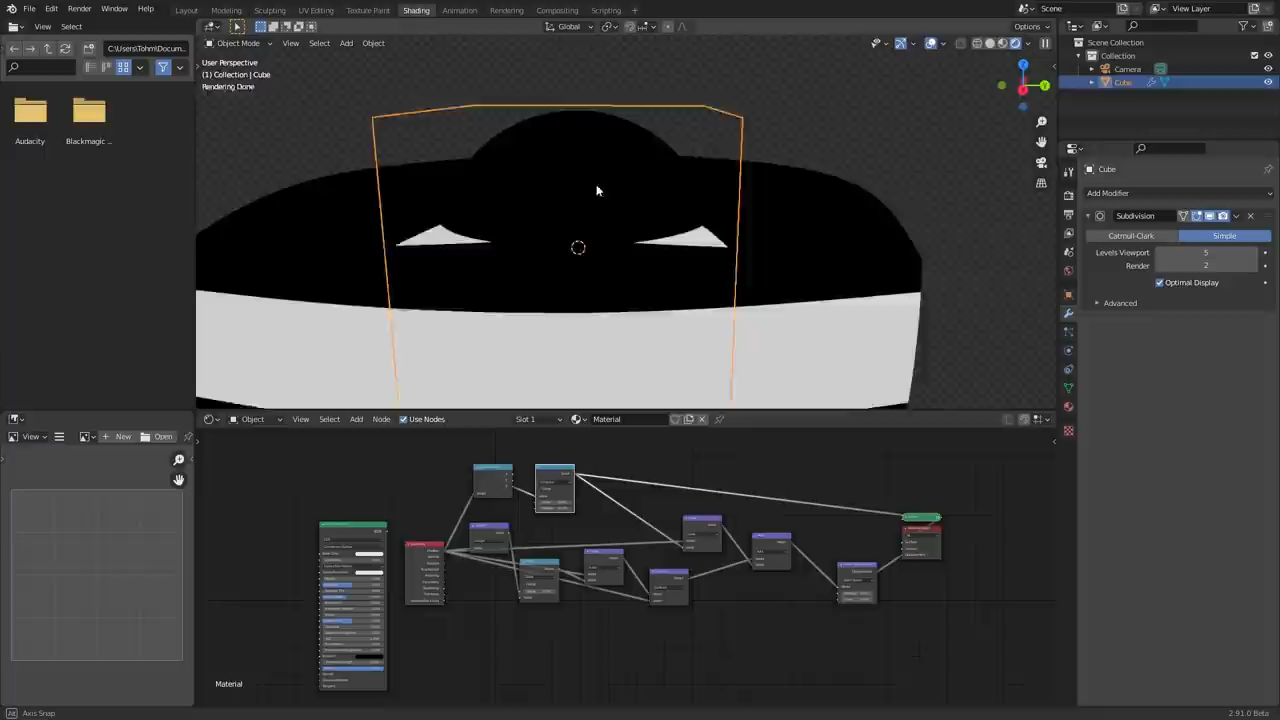 File Edit Render Window Help
Layout Modeling Sculpting UV Editing Texture Paint Shading Animation Rendering Compositing Scripting +
Scene
View Layer
View Select
C:\Users\Tohm\Docum...
Audacity
Blackmagic ...
Global
Options
Object Mode View Select Add Object
User Perspective
(1) Collection | Cube
Rendering Done
Scene Collection
Collection
Camera
Cube
Cube
Add Modifier
Subdivision
Catmull-Clark
Simple
Levels Viewport 5
Render 2
Optimal Display
Advanced
View
New
Open
Object View Select Add Node Use Nodes Slot 1 Material
Material
Axis Snap
2.91.0 Beta